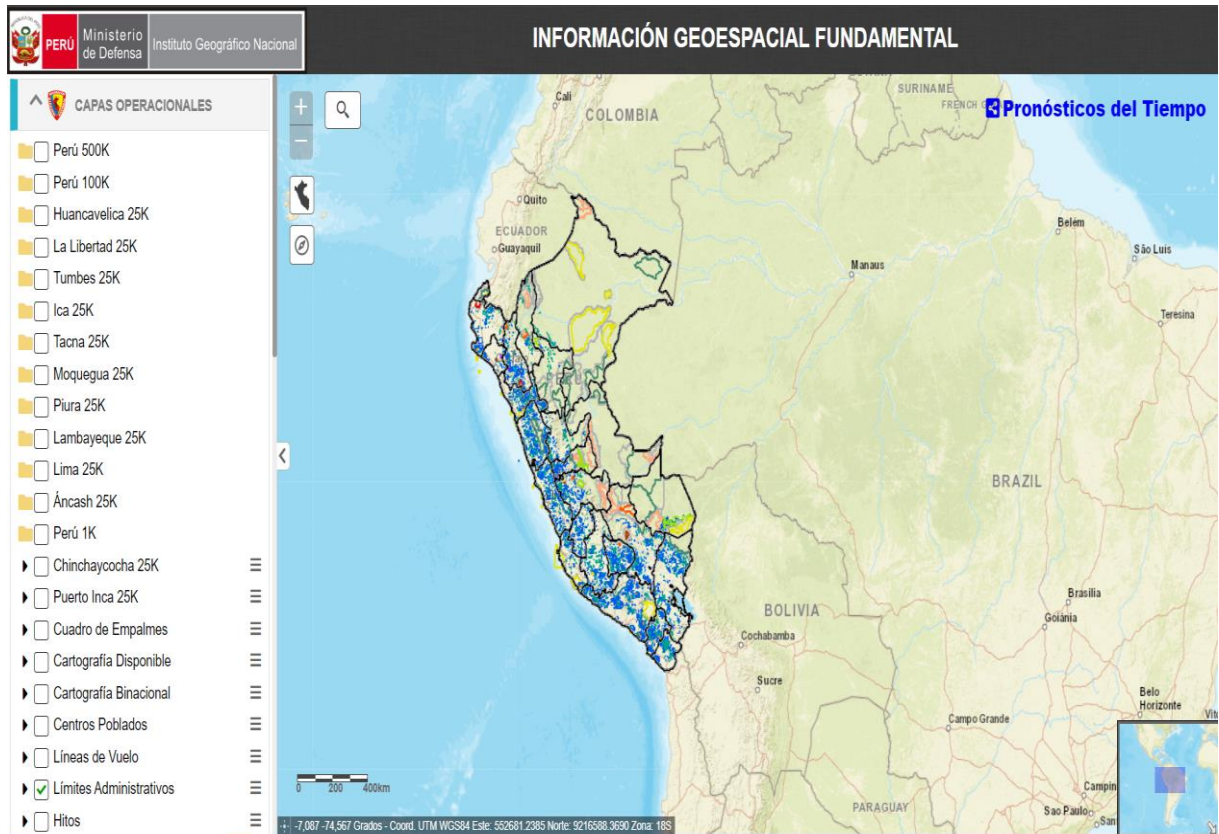 PERÚ
Ministerio
de Defensa
Instituto Geográfico Nacional
INFORMACIÓN GEOESPACIAL FUNDAMENTAL
CAPAS OPERACIONALES
Perú 500K
Perú 100K
Huancavelica 25K
La Libertad 25K
Tumbes 25K
Ica 25K
Tacna 25K
Moquegua 25K
Piura 25K
Lambayeque 25K
Lima 25K
Áncash 25K
Perú 1K
Chinchaycocha 25K
Puerto Inca 25K
Cuadro de Empalmes
Cartografía Disponible
Cartografía Binacional
Centros Poblados
Líneas de Vuelo
Límites Administrativos
Hitos
Pronósticos del Tiempo
Cali
COLOMBIA
SURINAME
FRENCH
Quito
ECUADOR
Guayaquil
Belém
São Luis
Manaus
Teresina
BRAZIL
BOLIVIA
Brasilia
Goiânia
Cochabamba
Sucre
Belo
Horizonte
Campo Grande
PARAGUAY
Campin
Sao Paulo
San
0 200 400km
-7,087 -74,567 Grados - Coord. UTM WGS84 Este: 552681.2385 Norte: 9216588.3690 Zona: 18S